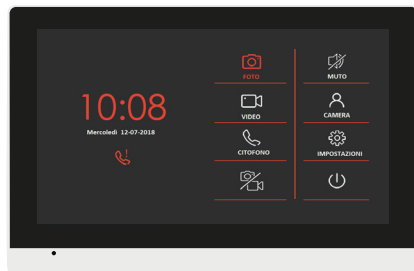 10:08
Mercoledì 12-07-2018
FOTO
MUTO
VIDEO
CAMERA
CITOFONO
IMPOSTAZIONI